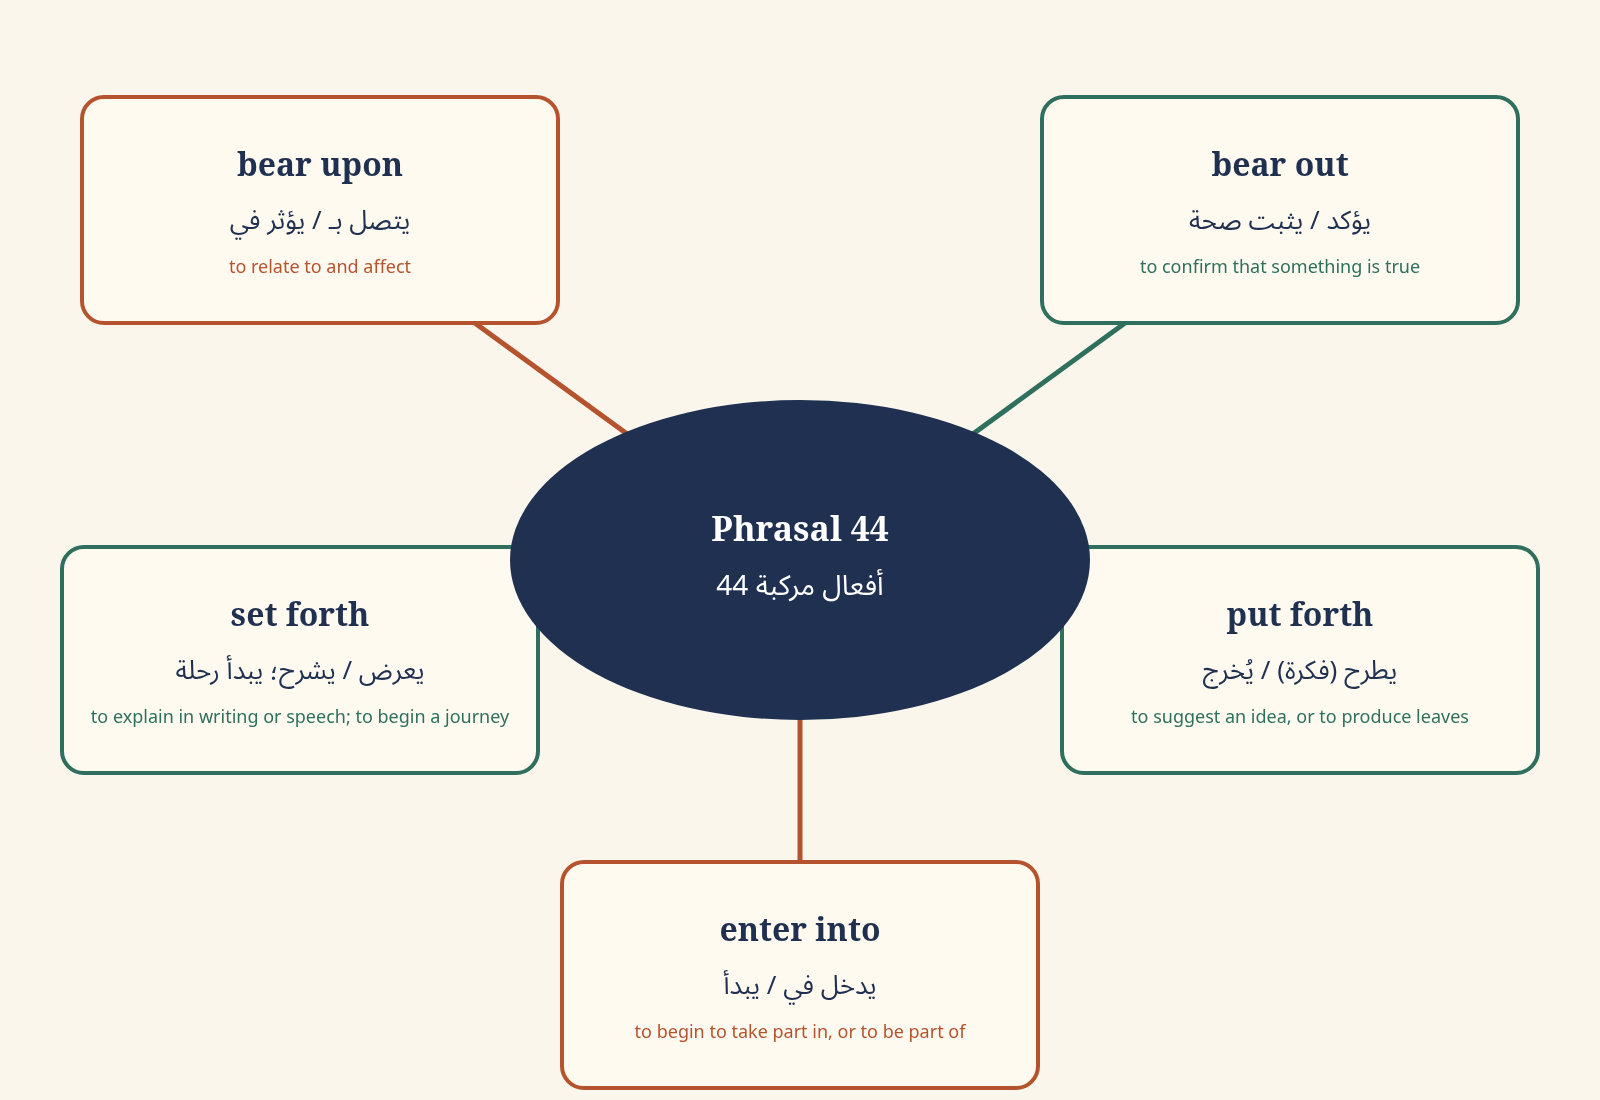 bear upon
يتصل بـ / يؤثر في
to relate to and affect
bear out
يؤكد / يثبت صحة
to confirm that something is true
Phrasal 44
أفعال مركبة 44
set forth
يعرض / يشرح؛ يبدأ رحلة
to explain in writing or speech; to begin a journey
put forth
يطرح (فكرة) / يُخرج
to suggest an idea, or to produce leaves
enter into
يدخل في / يبدأ
to begin to take part in, or to be part of